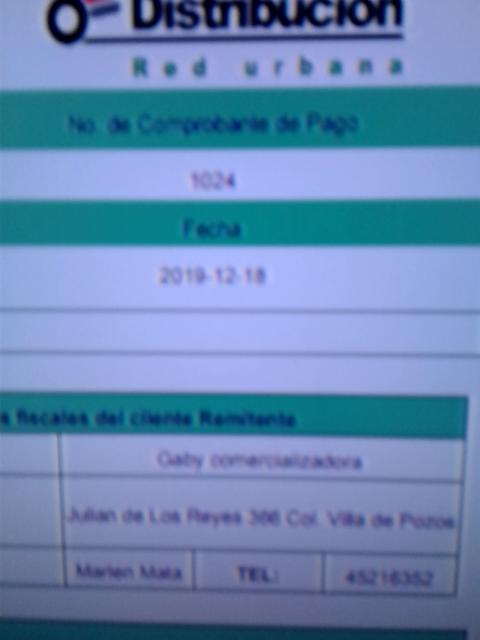 Distribución
Red urbana
No. de Comprobante de Pago
1024
Fecha
2019-12-18
s fiscales del cliente Remitente
Gaby comercializadora
Julian de Los Reyes 366 Col. Villa de Pozos
Marlen Mata TEL: 45216352